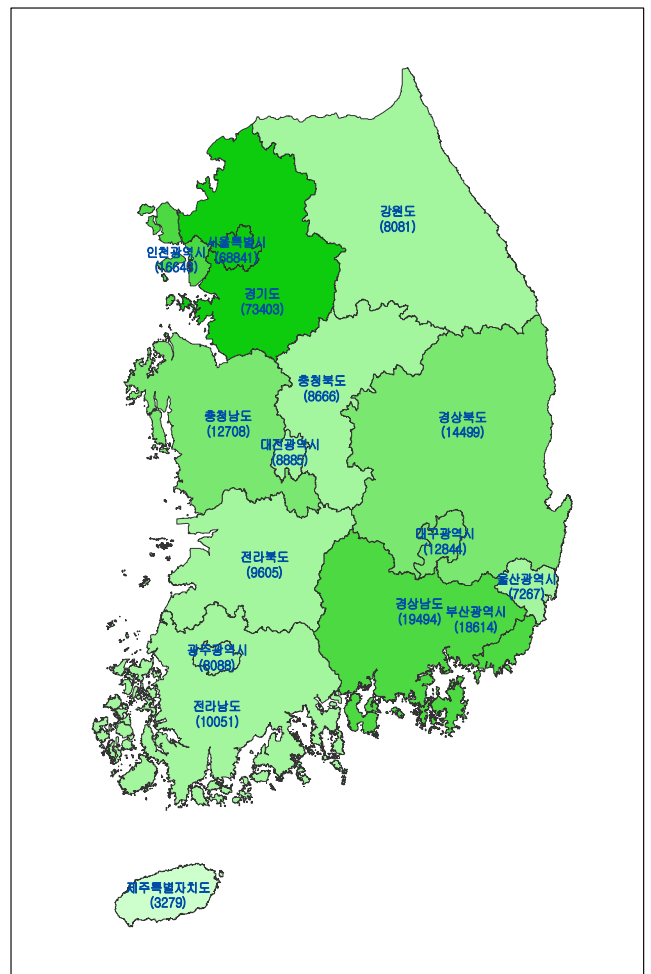 강원도
(8081)
서울특별시
(68841)
인천광역시
경기도
(73403)
충청북도
(8666)
충청남도
(12708)
경상북도
(14499)
대전광역시
(8885)
대구광역시
(12844)
전라북도
(9605)
울산광역시
(7267)
경상남도
(19494)
부산광역시
(18614)
광주광역시
전라남도
(10051)
제주특별자치도
(3279)